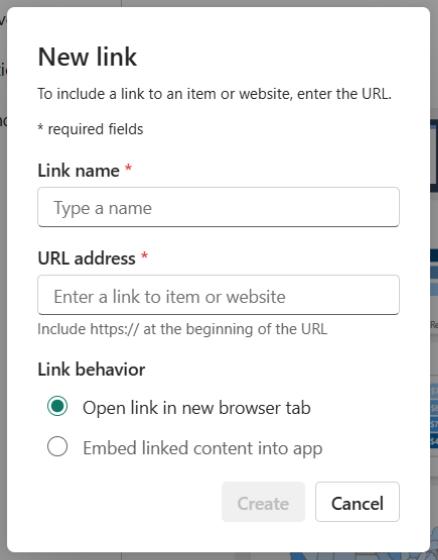 New link
To include a link to an item or website, enter the URL.
* required fields
Link name *
Type a name
URL address *
Enter a link to item or website
Include https:// at the beginning of the URL
Link behavior
Open link in new browser tab
Embed linked content into app
Create Cancel